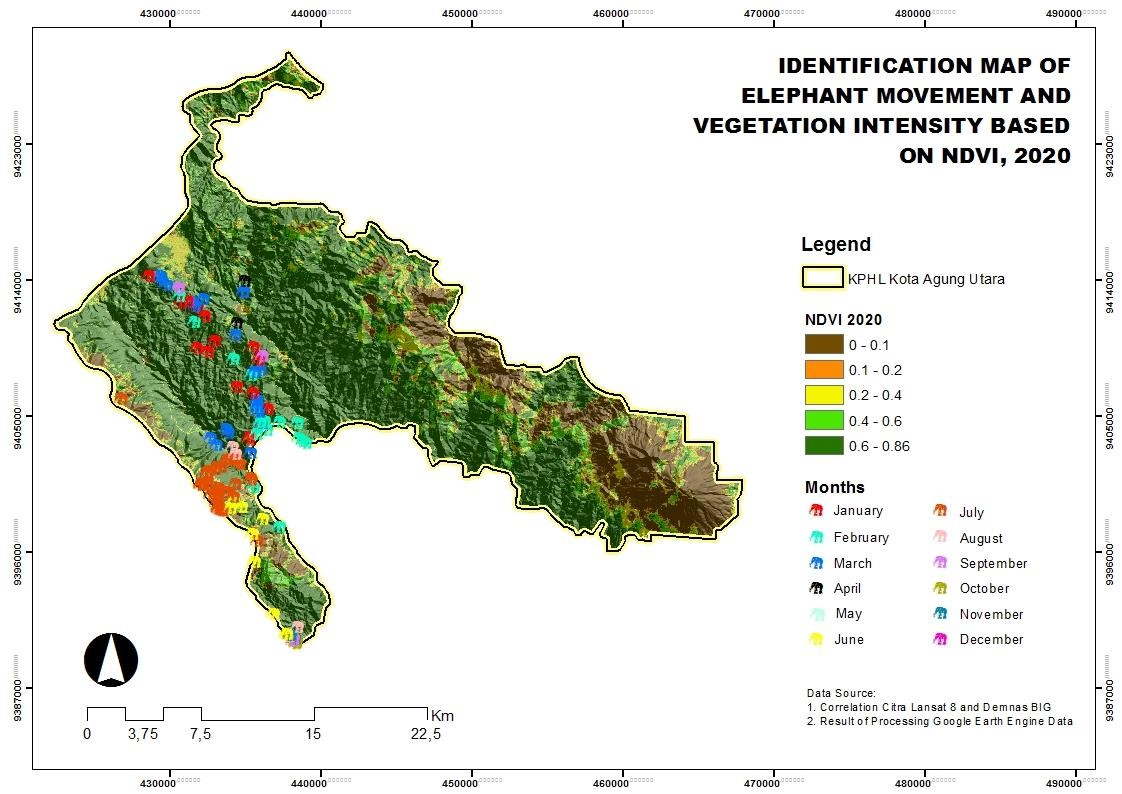 430000 440000 450000 460000 470000 480000 490000
IDENTIFICATION MAP OF
ELEPHANT MOVEMENT AND
VEGETATION INTENSITY BASED
ON NDVI, 2020
9423000 9423000
9414000 9414000
9405000 9405000
9396000 9396000
9387000 9387000
Legend
KPHL Kota Agung Utara
NDVI 2020
0 - 0.1
0.1 - 0.2
0.2 - 0.4
0.4 - 0.6
0.6 - 0.86
Months
January July
February August
March September
April October
May November
June December
Data Source:
1. Correlation Citra Lansat 8 and Demnas BIG
2. Result of Processing Google Earth Engine Data
Km
0 3,75 7,5 15 22,5
430000 440000 450000 460000 470000 480000 490000